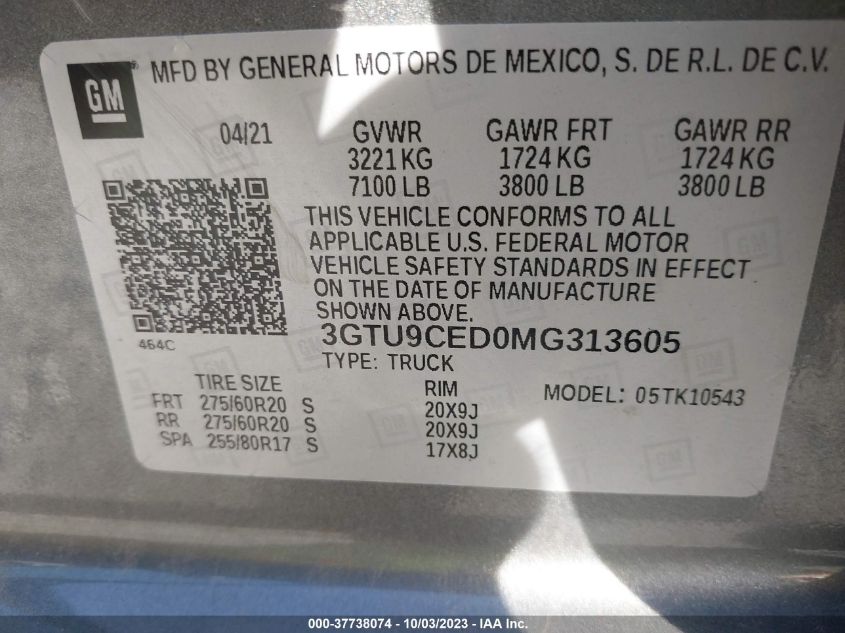 GM
MFD BY GENERAL MOTORS DE MEXICO, S. DE R.L. DE C.V.
04/21 GVWR GAWR FRT GAWR RR
3221 KG 1724 KG 1724 KG
7100 LB 3800 LB 3800 LB
THIS VEHICLE CONFORMS TO ALL
APPLICABLE U.S. FEDERAL MOTOR
VEHICLE SAFETY STANDARDS IN EFFECT
ON THE DATE OF MANUFACTURE
SHOWN ABOVE.
464C
3GTU9CED0MG313605
TYPE: TRUCK
TIRE SIZE RIM MODEL: 05TK10543
FRT 275/60R20 S 20X9J
RR 275/60R20 S 20X9J
SPA 255/80R17 S 17X8J
000-37738074 - 10/03/2023 - IAA Inc.